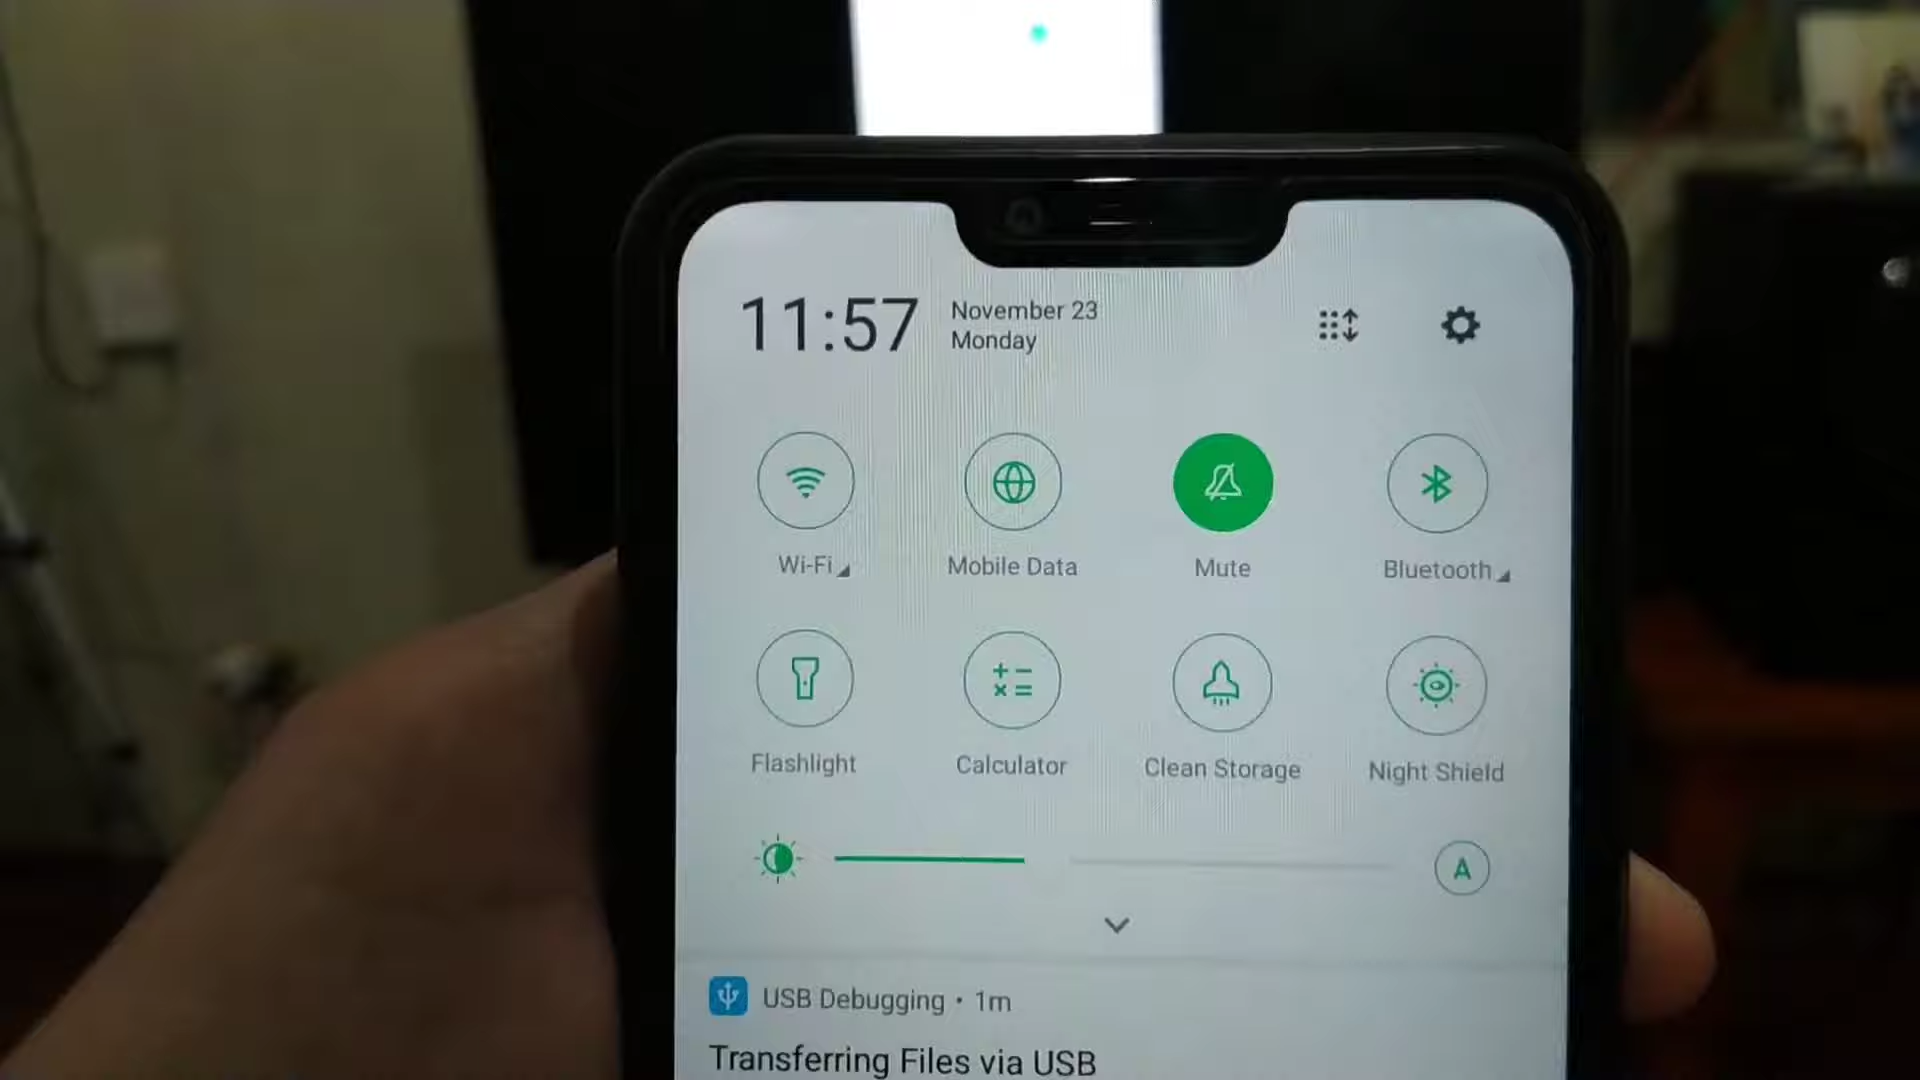 11:57
November 23
Monday
Wi-Fi
Mobile Data
Mute
Bluetooth
Flashlight
Calculator
Clean Storage
Night Shield
A
USB Debugging • 1m
Transferring Files via USB